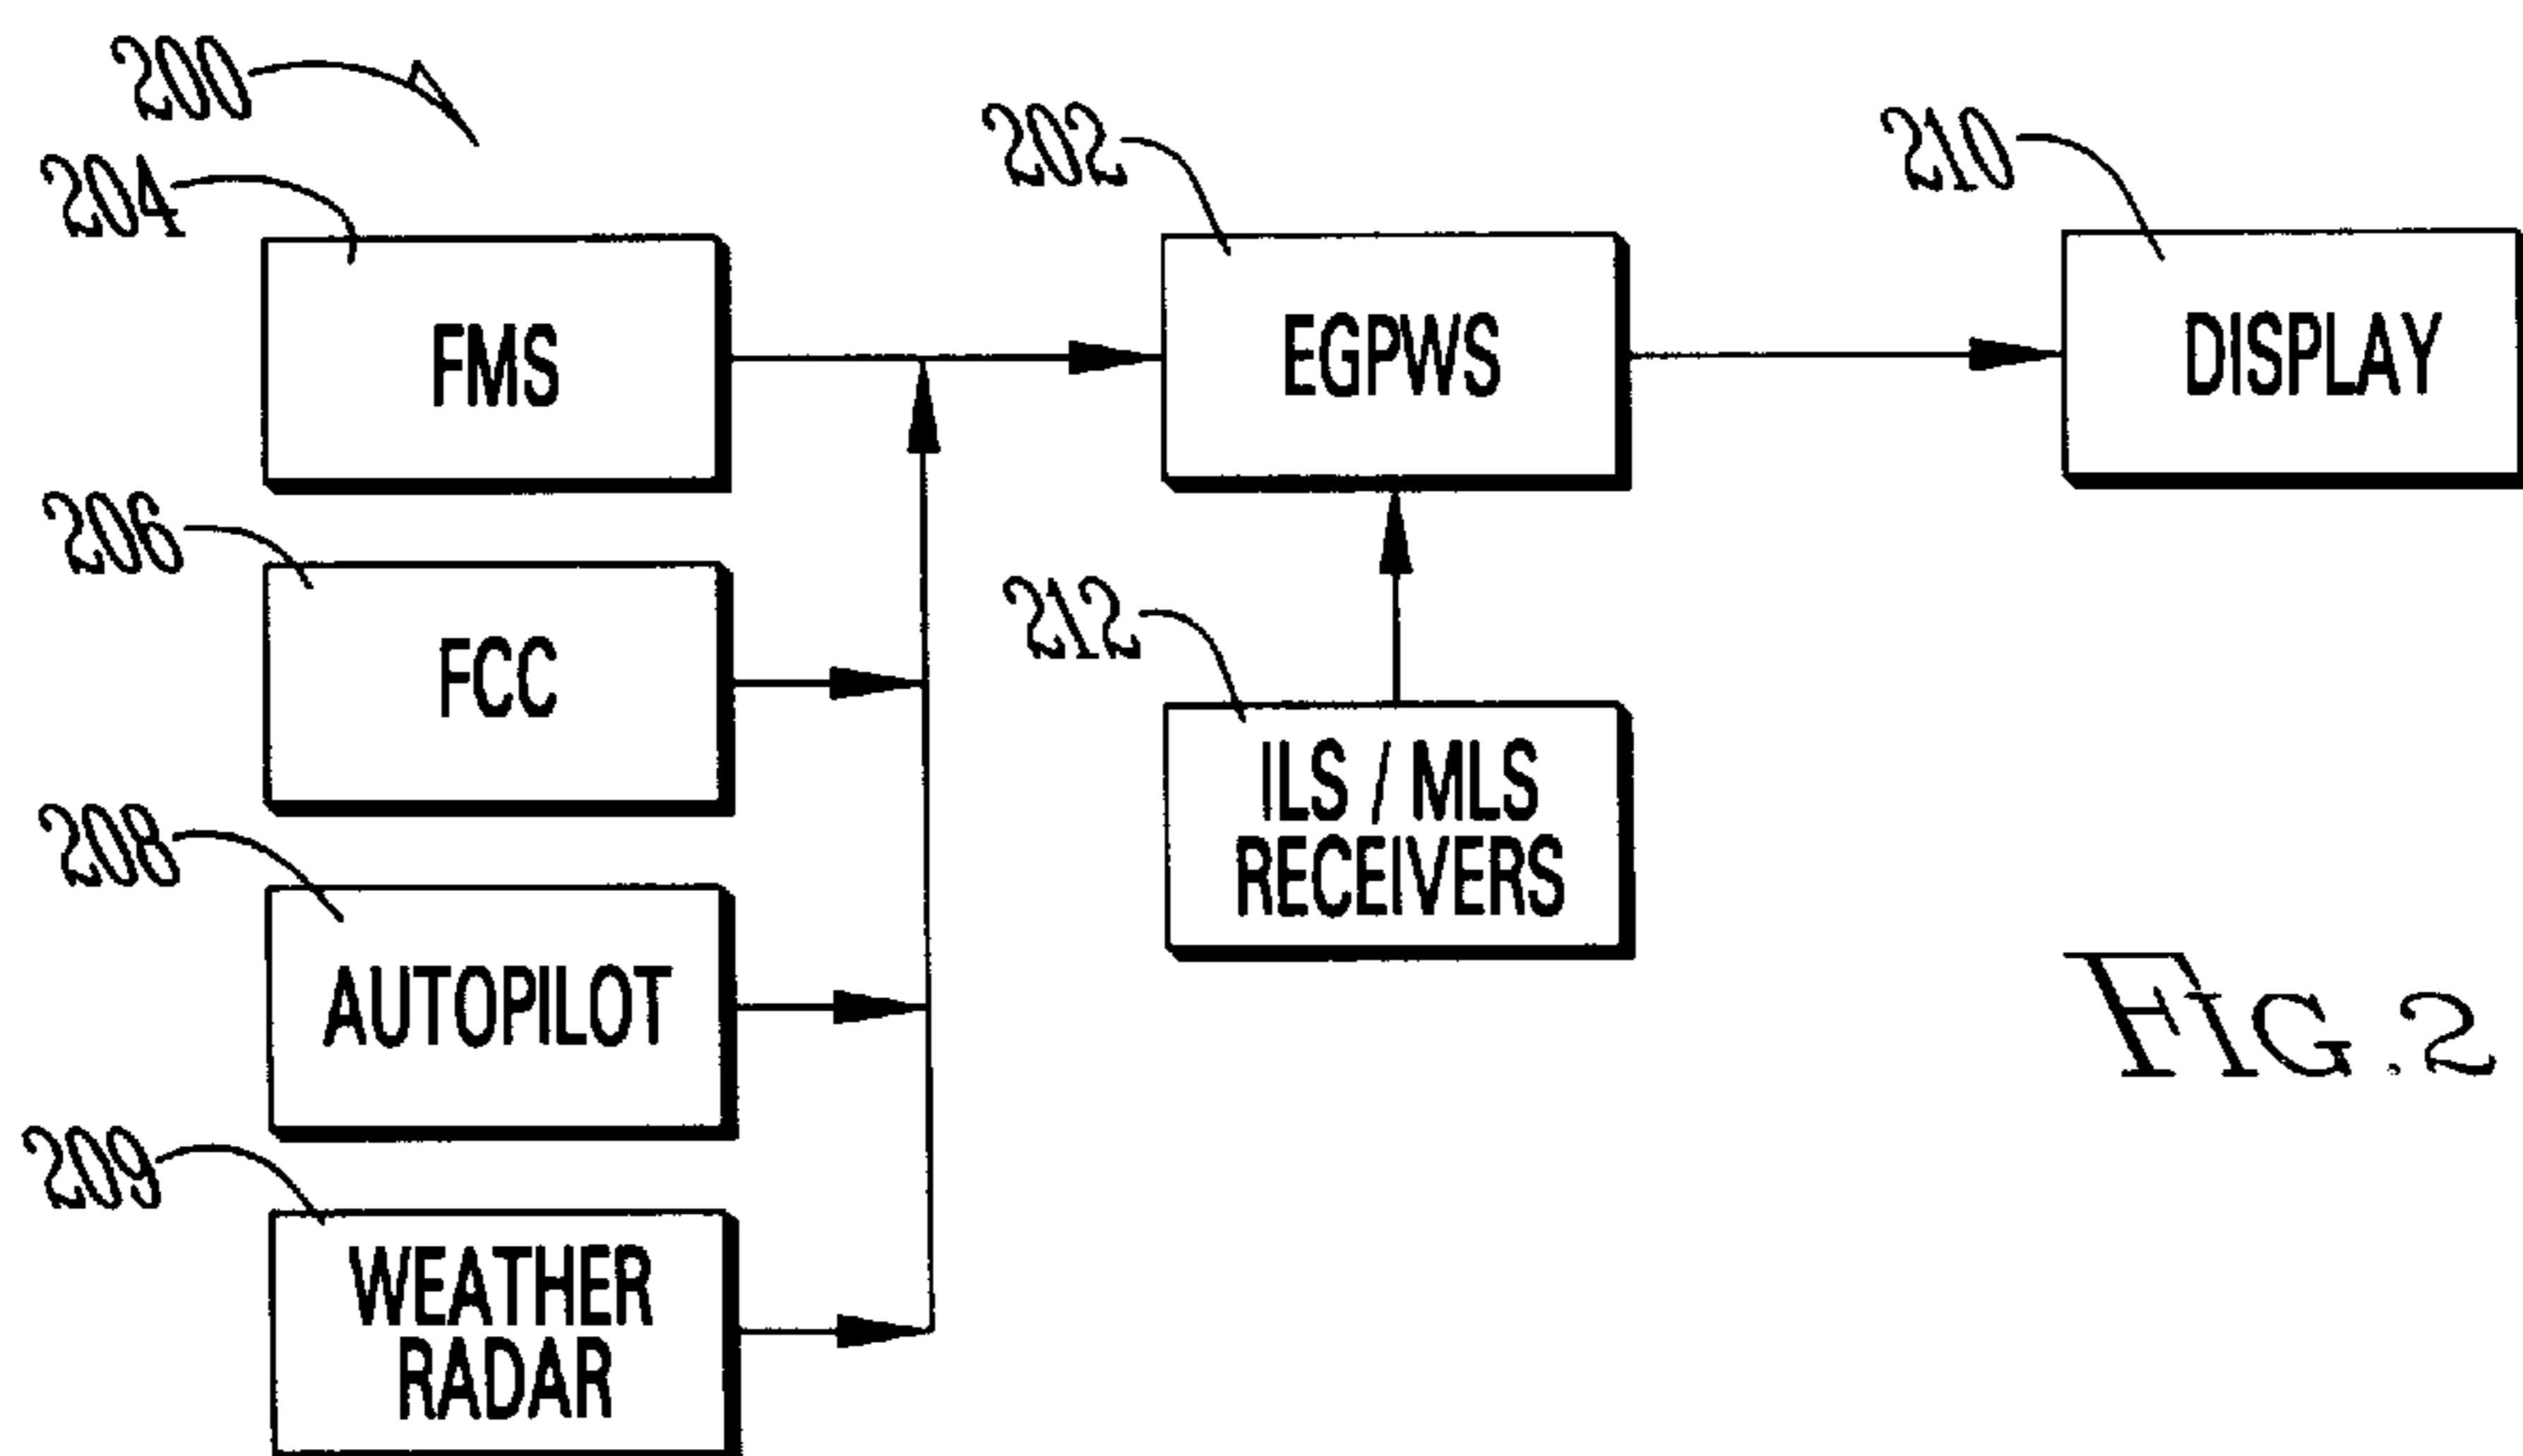 200
204
202
210
FMS
EGPWS
DISPLAY
206
FCC
212
ILS / MLS
RECEIVERS
208
AUTOPILOT
FIG.2
209
WEATHER
RADAR